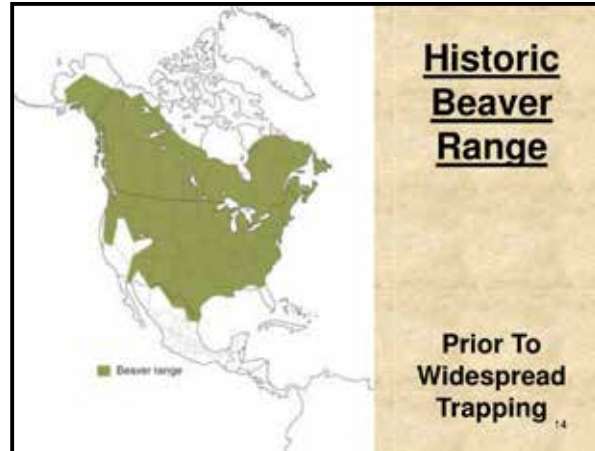 Historic
Beaver
Range
Beaver range
Prior To
Widespread
Trapping
14